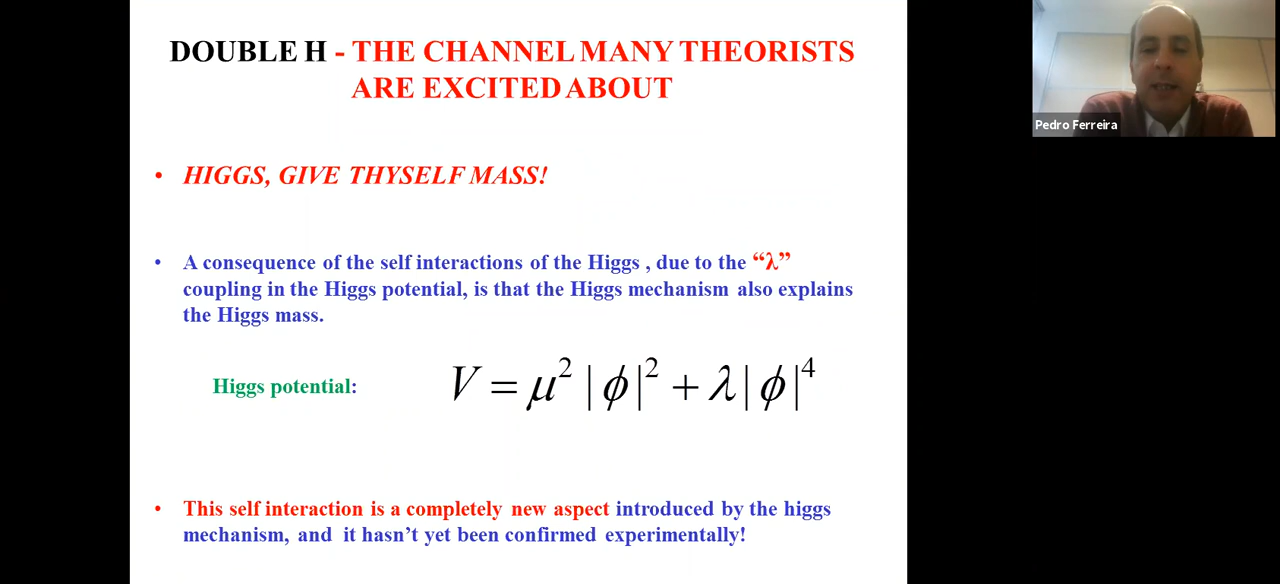 DOUBLE H - THE CHANNEL MANY THEORISTS
ARE EXCITED ABOUT
Pedro Ferreira
• HIGGS, GIVE THYSELF MASS!
• A consequence of the self interactions of the Higgs , due to the “λ”
coupling in the Higgs potential, is that the Higgs mechanism also explains
the Higgs mass.
Higgs potential: V = μ² |ϕ|² + λ|ϕ|⁴
• This self interaction is a completely new aspect introduced by the higgs
mechanism, and it hasn’t yet been confirmed experimentally!